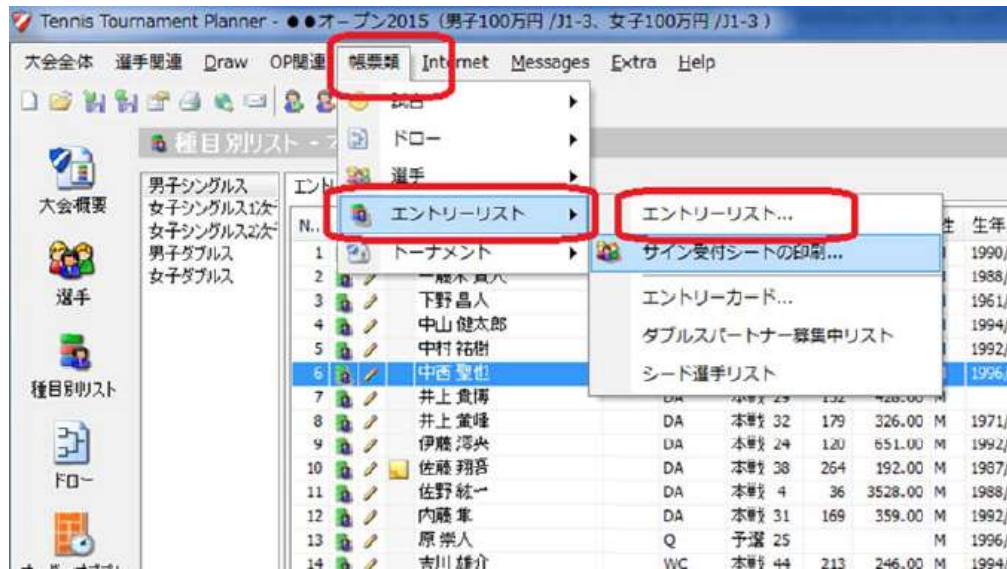 Tennis Tournament Planner - ●●オープン2015（男子100万円 /J1-3、女子100万円 /J1-3 ）
大会全体 選手関連 Draw OP関連 帳票類 Internet Messages Extra Help
試合
種目別リスト
ドロー
選手
エントリーリスト
トーナメント
エントリーリスト...
サイン受付シートの印刷...
エントリーカード...
ダブルスパートナー募集中リスト
シード選手リスト
大会概要
選手
種目別リスト
ドロー
男子シングルス
女子シングルス1次
女子シングルス2次
男子ダブルス
女子ダブルス
N... 生年
1 1990/
2 1988/
3 下野 昌人 1961/
4 中山 健太郎 1994/
5 中村 祐樹 1992/
6 中西 聖也 1996/
7 井上 貴博 DA 本戦 29 152 428.00 M
8 井上 DA 本戦 32 179 326.00 M 1971/
9 伊藤 DA 本戦 24 120 651.00 M 1992/
10 佐藤 翔吾 DA 本戦 38 264 192.00 M 1987/
11 佐野 紘一 DA 本戦 4 36 3528.00 M 1988/
12 内藤 DA 本戦 31 169 359.00 M 1992/
13 原 崇人 Q 予選 25 M 1996/
14 吉川 雄介 WC 本戦 44 213 246.00 M 1994/